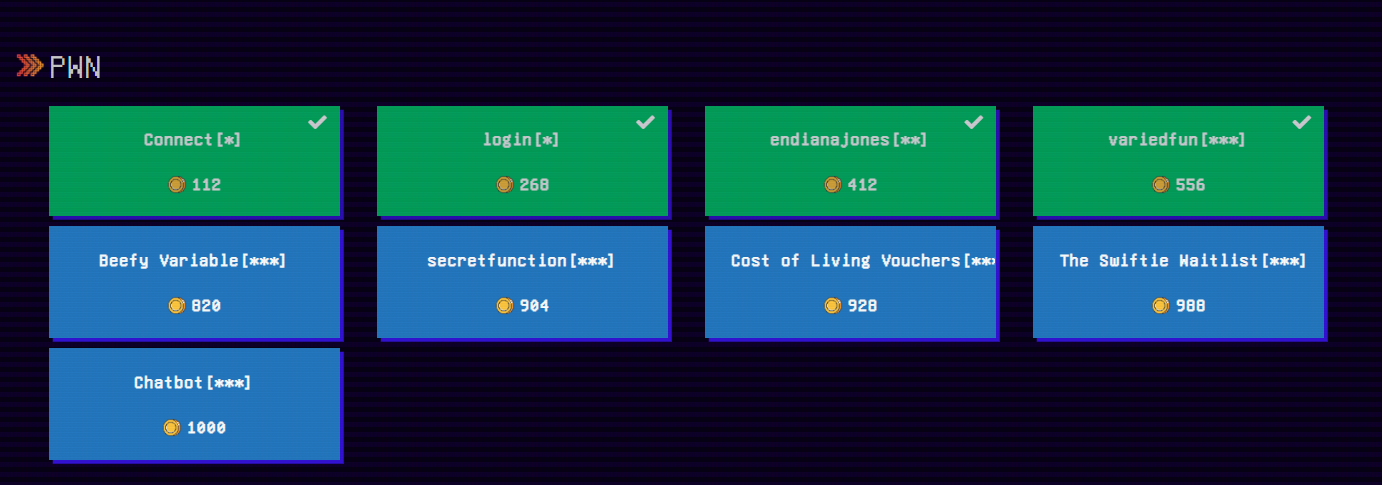 PWN
Connect[*]
112
login[*]
268
endianajones[**]
412
variedfun[***]
556
Beefy Variable[***]
820
secretfunction[***]
904
Cost of Living Vouchers[***
928
The Swiftie Waitlist[***]
988
Chatbot[***]
1000